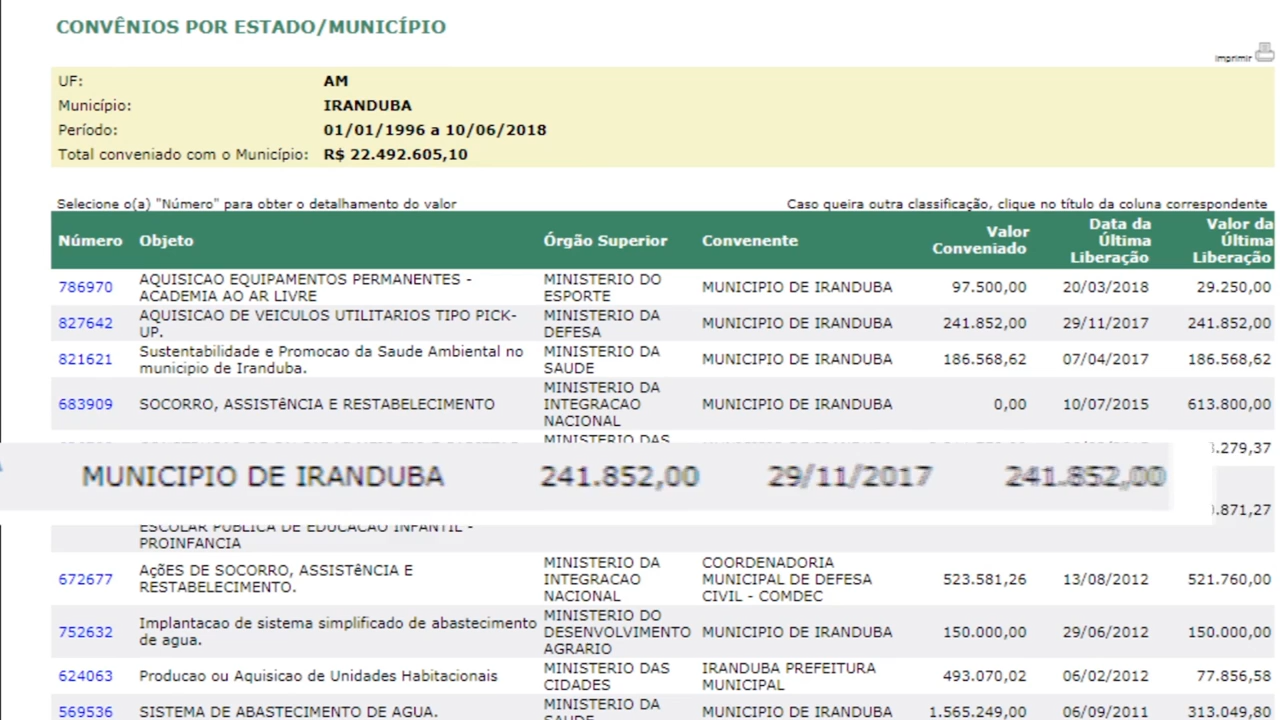 CONVÊNIOS POR ESTADO/MUNICÍPIO
Imprimir
UF: AM
Município: IRANDUBA
Período: 01/01/1996 a 10/06/2018
Total conveniado com o Município: R$ 22.492.605,10
Selecione o(a) "Número" para obter o detalhamento do valor
Caso queira outra classificação, clique no título da coluna correspondente
Número Objeto Órgão Superior Convenente Valor Conveniado Data da Última Liberação Valor da Última Liberação
786970 AQUISICAO EQUIPAMENTOS PERMANENTES - ACADEMIA AO AR LIVRE MINISTERIO DO ESPORTE MUNICIPIO DE IRANDUBA 97.500,00 20/03/2018 29.250,00
827642 AQUISICAO DE VEICULOS UTILITARIOS TIPO PICK-UP. MINISTERIO DA DEFESA MUNICIPIO DE IRANDUBA 241.852,00 29/11/2017 241.852,00
821621 Sustentabilidade e Promocao da Saude Ambiental no municipio de Iranduba. MINISTERIO DA SAUDE MUNICIPIO DE IRANDUBA 186.568,62 07/04/2017 186.568,62
683909 SOCORRO, ASSISTêNCIA E RESTABELECIMENTO MINISTERIO DA INTEGRACAO NACIONAL MUNICIPIO DE IRANDUBA 0,00 10/07/2015 613.800,00
MINISTERIO DAS
.279,37
MUNICIPIO DE IRANDUBA 241.852,00 29/11/2017 241.852,00
.871,27
ESCOLAR PUBLICA DE EDUCACAO INFANTIL - PROINFANCIA
672677 AçõES DE SOCORRO, ASSISTêNCIA E RESTABELECIMENTO. MINISTERIO DA INTEGRACAO NACIONAL COORDENADORIA MUNICIPAL DE DEFESA CIVIL - COMDEC 523.581,26 13/08/2012 521.760,00
752632 Implantacao de sistema simplificado de abastecimento de agua. MINISTERIO DO DESENVOLVIMENTO AGRARIO MUNICIPIO DE IRANDUBA 150.000,00 29/06/2012 150.000,00
624063 Producao ou Aquisicao de Unidades Habitacionais MINISTERIO DAS CIDADES IRANDUBA PREFEITURA MUNICIPAL 493.070,02 06/02/2012 77.856,58
569536 SISTEMA DE ABASTECIMENTO DE AGUA. MINISTERIO DA SAUDE MUNICIPIO DE IRANDUBA 1.565.249,00 06/09/2011 313.049,80